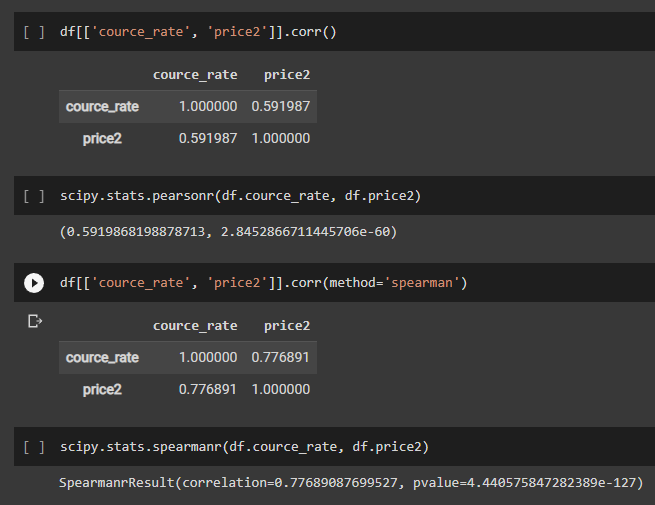 [ ] df[['cource_rate', 'price2']].corr()
cource_rate price2
cource_rate 1.000000 0.591987
price2 0.591987 1.000000
[ ] scipy.stats.pearsonr(df.cource_rate, df.price2)
(0.5919868198878713, 2.8452866711445706e-60)
df[['cource_rate', 'price2']].corr(method='spearman')
cource_rate price2
cource_rate 1.000000 0.776891
price2 0.776891 1.000000
[ ] scipy.stats.spearmanr(df.cource_rate, df.price2)
SpearmanrResult(correlation=0.77689087699527, pvalue=4.440575847282389e-127)